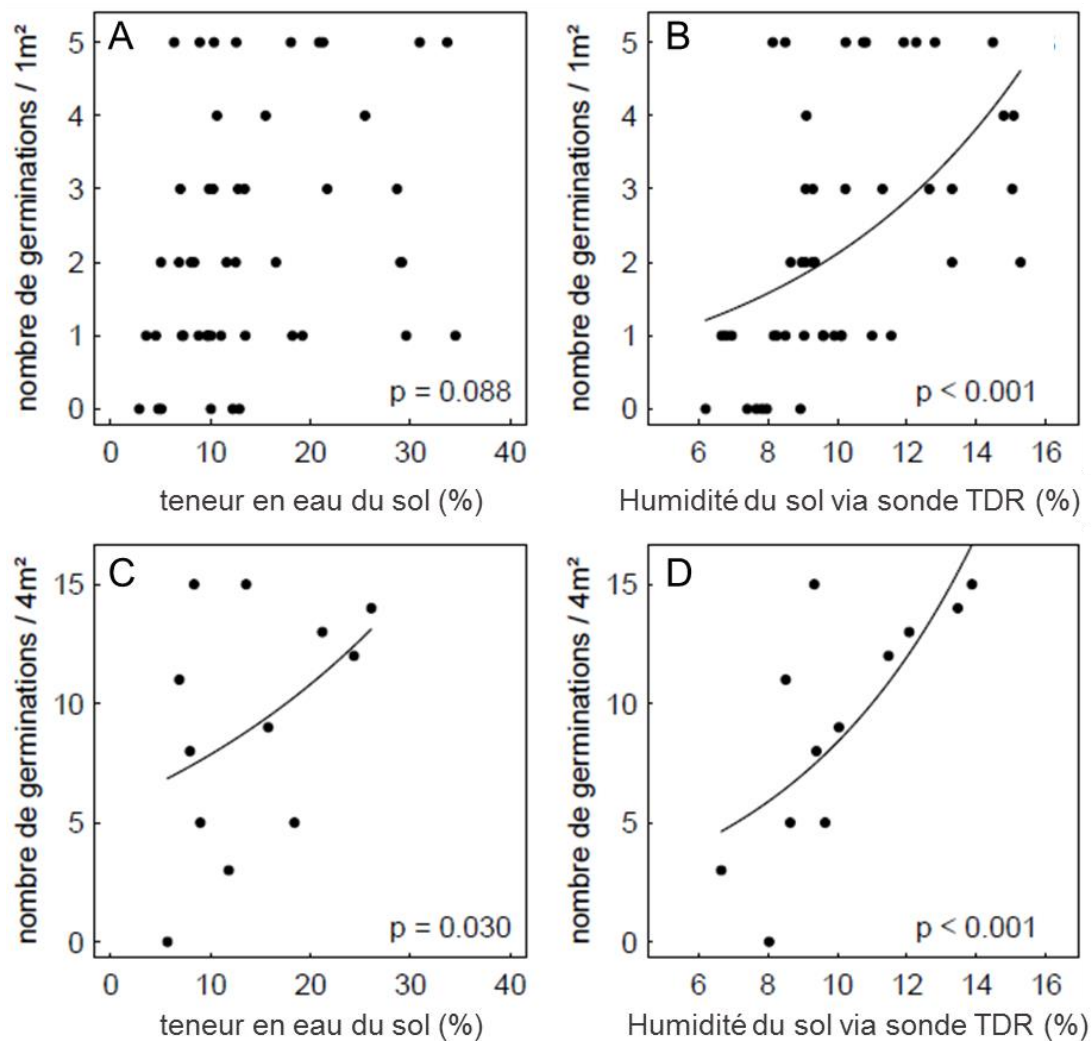 A
nombre de germinations / 1m²
5
4
3
2
1
0
p = 0.088
0 10 20 30 40
teneur en eau du sol (%)
B
nombre de germinations / 1m²
5
4
3
2
1
0
p < 0.001
6 8 10 12 14 16
Humidité du sol via sonde TDR (%)
C
nombre de germinations / 4m²
15
10
5
0
p = 0.030
0 10 20 30 40
teneur en eau du sol (%)
D
nombre de germinations / 4m²
15
10
5
0
p < 0.001
6 8 10 12 14 16
Humidité du sol via sonde TDR (%)